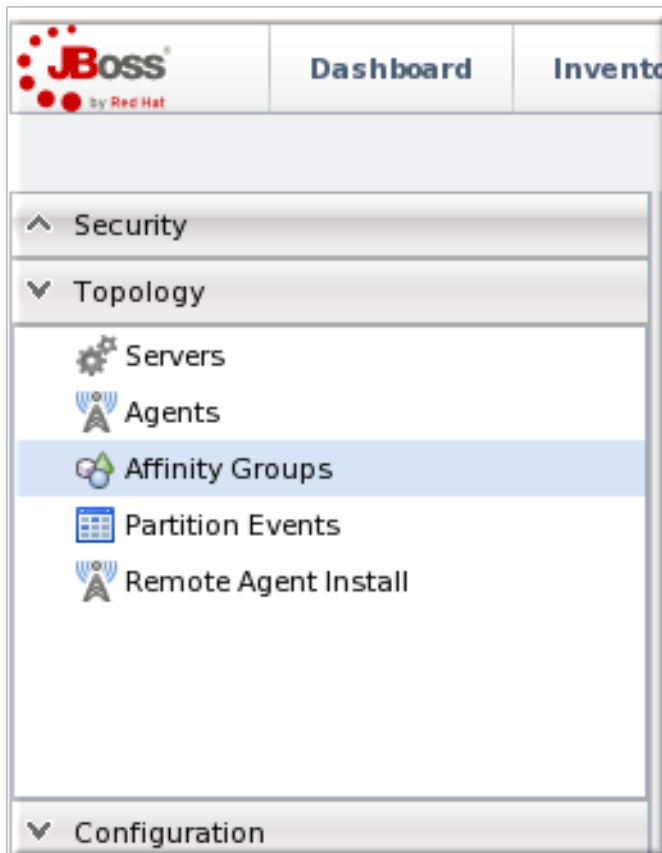 JBoss
by Red Hat
Dashboard
Invento
Security
Topology
Servers
Agents
Affinity Groups
Partition Events
Remote Agent Install
Configuration